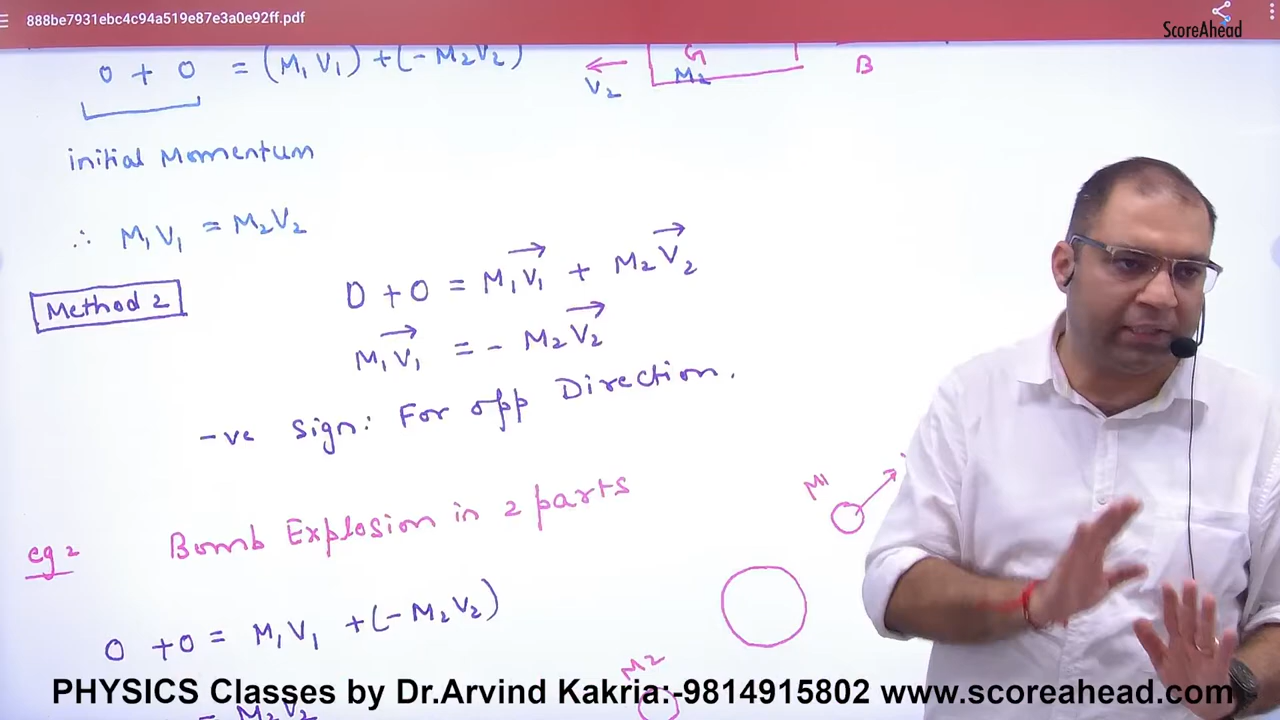 888be7931ebc4c94a519e87e3a0e92ff.pdf
ScoreAhead
0 + 0 = (M₁V₁) + (-M₂V₂)
V₂
G
M₂
B
initial Momentum
∴ M₁V₁ = M₂V₂
Method 2
0 + 0 = M₁V₁→ + M₂V₂→
M₁V₁→ = - M₂V₂→
-ve sign: For opp Direction.
M₁
eg 2 Bomb Explosion in 2 parts
0 + 0 = M₁V₁ + (-M₂V₂)
M₂
= M₂V₂
PHYSICS Classes by Dr.Arvind Kakria:-9814915802 www.scoreahead.com